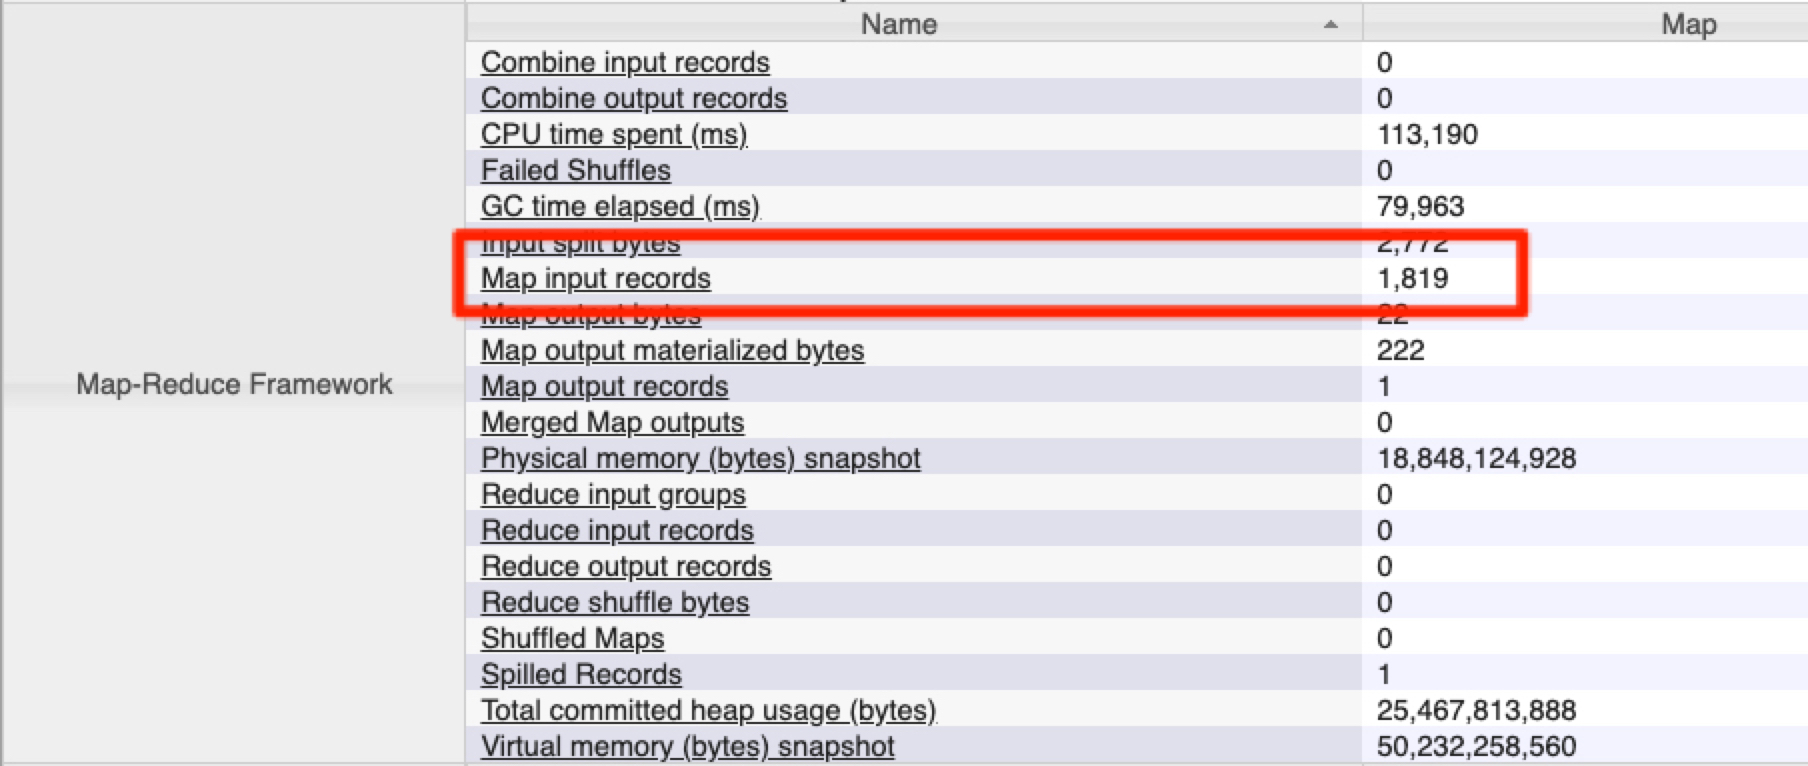 Name Map
Combine input records 0
Combine output records 0
CPU time spent (ms) 113,190
Failed Shuffles 0
GC time elapsed (ms) 79,963
Input split bytes 2,772
Map input records 1,819
Map output bytes 22
Map output materialized bytes 222
Map-Reduce Framework
Map output records 1
Merged Map outputs 0
Physical memory (bytes) snapshot 18,848,124,928
Reduce input groups 0
Reduce input records 0
Reduce output records 0
Reduce shuffle bytes 0
Shuffled Maps 0
Spilled Records 1
Total committed heap usage (bytes) 25,467,813,888
Virtual memory (bytes) snapshot 50,232,258,560